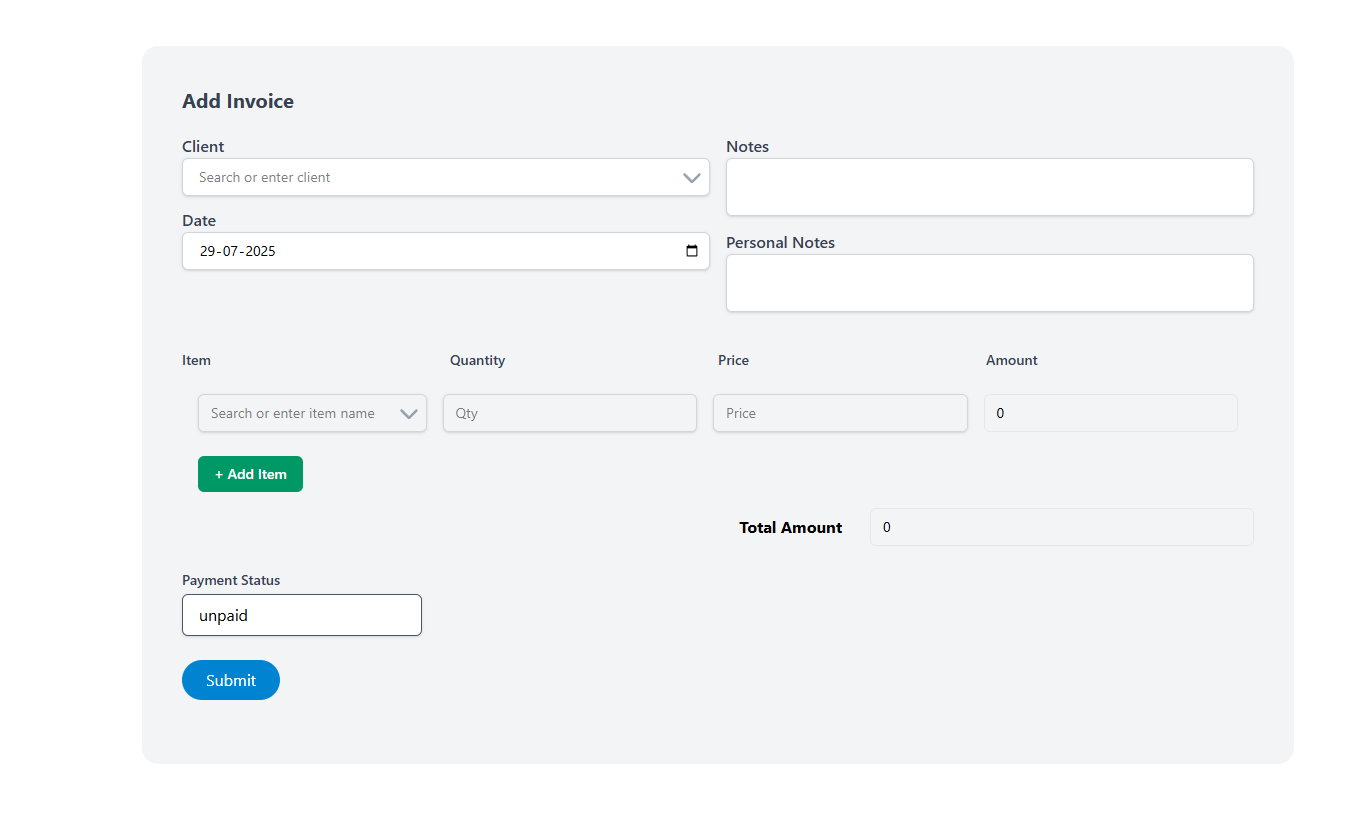 Add Invoice
Client
Search or enter client
Date
29-07-2025
Notes
Personal Notes
Item Quantity Price Amount
Search or enter item name Qty Price 0
+ Add Item
Total Amount 0
Payment Status
unpaid
Submit